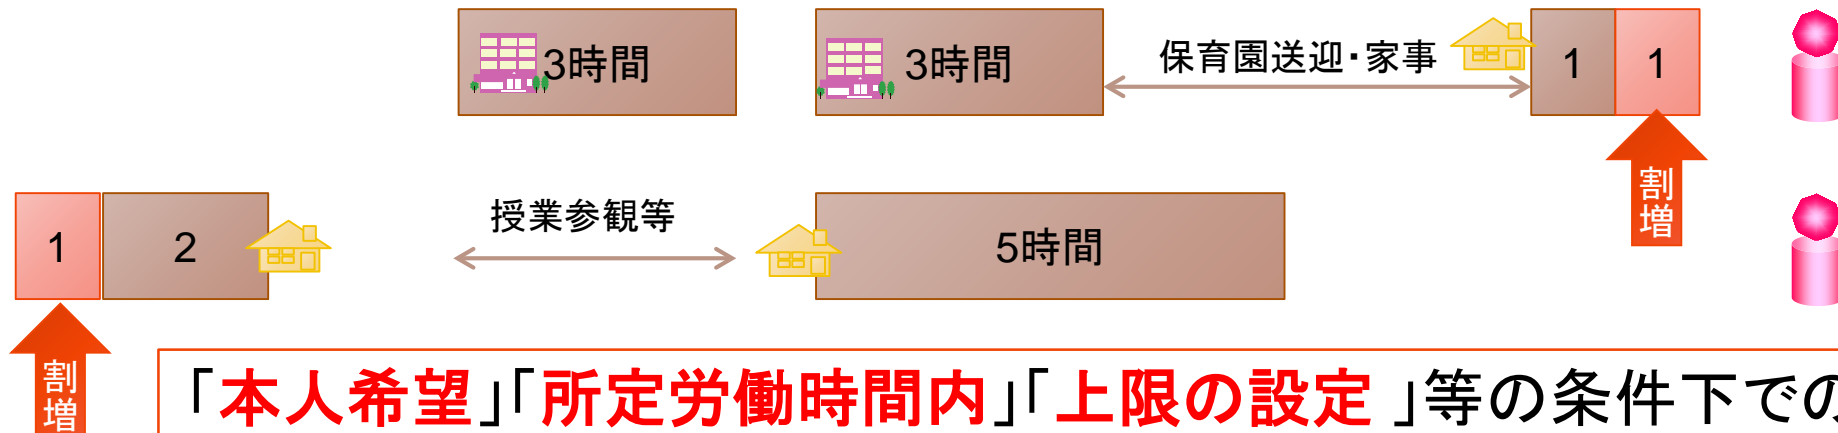 3時間
3時間
保育園送迎・家事
1
1
割増
1
2
授業参観等
5時間
割増
「本人希望」「所定労働時間内」「上限の設定 」等の条件下での